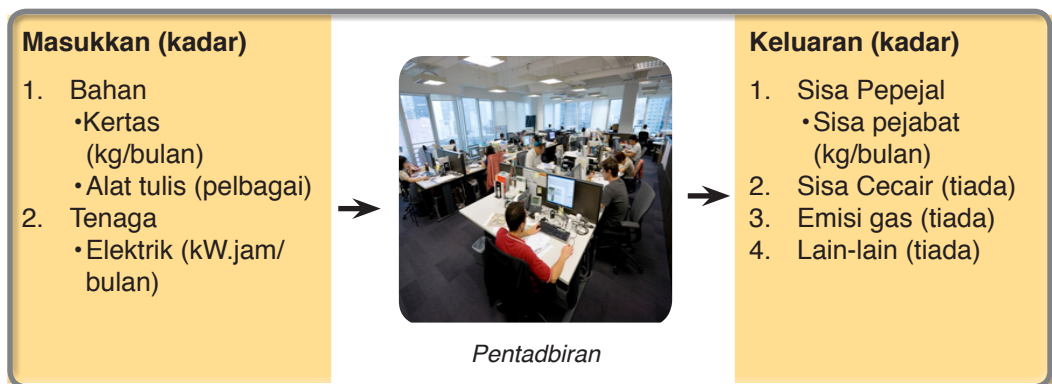 Masukkan (kadar)
1. Bahan
•Kertas
(kg/bulan)
•Alat tulis (pelbagai)
2. Tenaga
•Elektrik (kW.jam/
bulan)
Pentadbiran
Keluaran (kadar)
1. Sisa Pepejal
•Sisa pejabat
(kg/bulan)
2. Sisa Cecair (tiada)
3. Emisi gas (tiada)
4. Lain-lain (tiada)